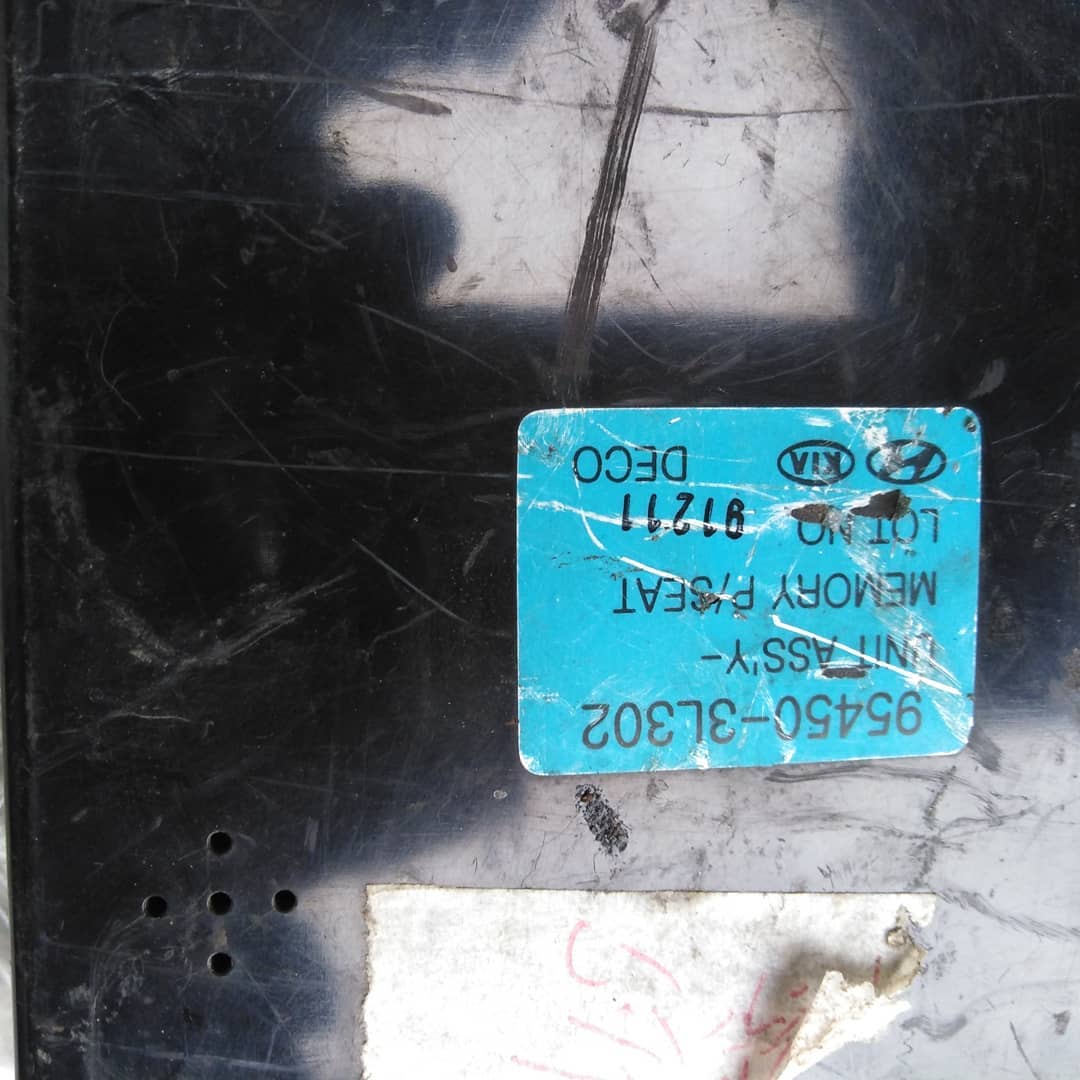 95450-3L302
UNIT ASS'Y-
MEMORY P/SEAT
LOT NO 91211
KIA DECO